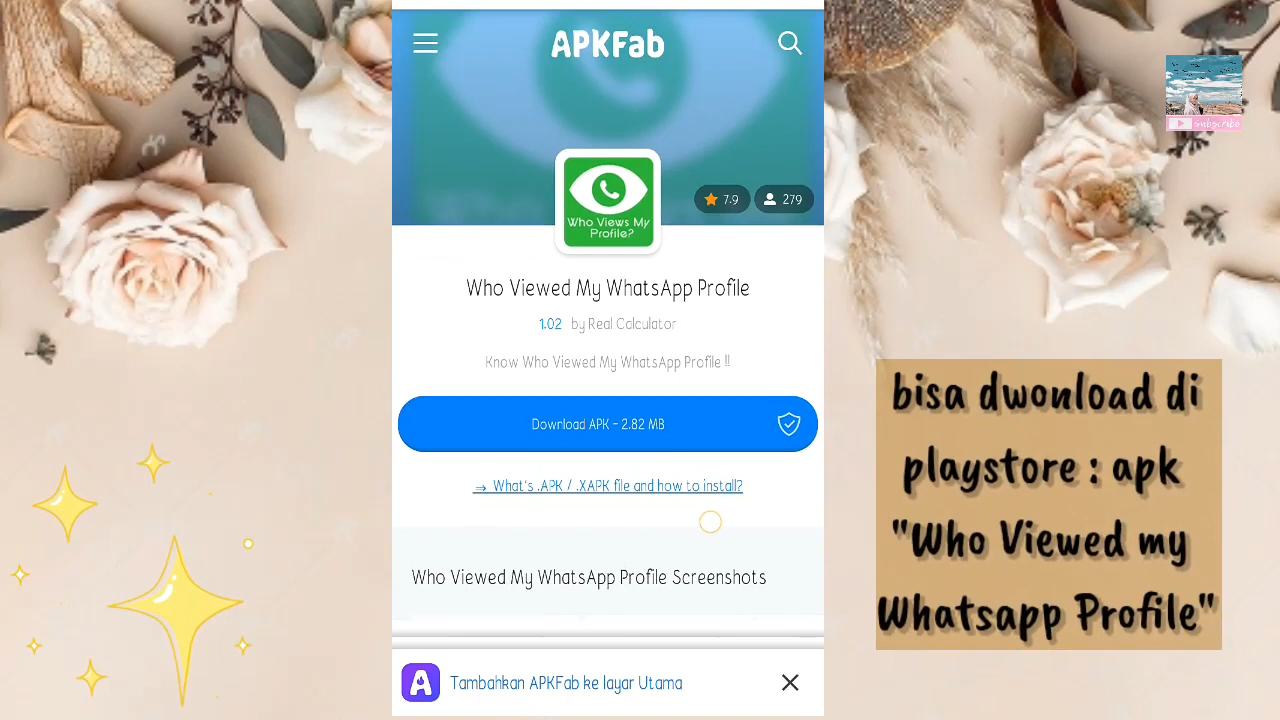 APKFab
7.9
279
Who Views My
Profile?
Who Viewed My WhatsApp Profile
1.02 by Real Calculator
Know Who Viewed My WhatsApp Profile !!
Download APK - 2.82 MB
→ What's .APK / .XAPK file and how to install?
Who Viewed My WhatsApp Profile Screenshots
A Tambahkan APKFab ke layar Utama
subscribe
bisa dwonload di
playstore : apk
"Who Viewed my
Whatsapp Profile"